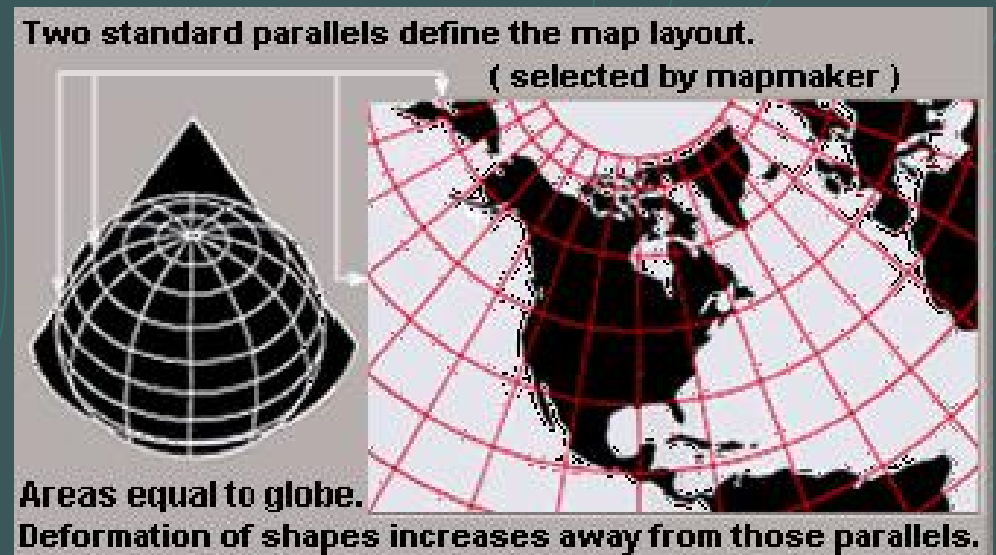 Two standard parallels define the map layout.
( selected by mapmaker )
Areas equal to globe.
Deformation of shapes increases away from those parallels.